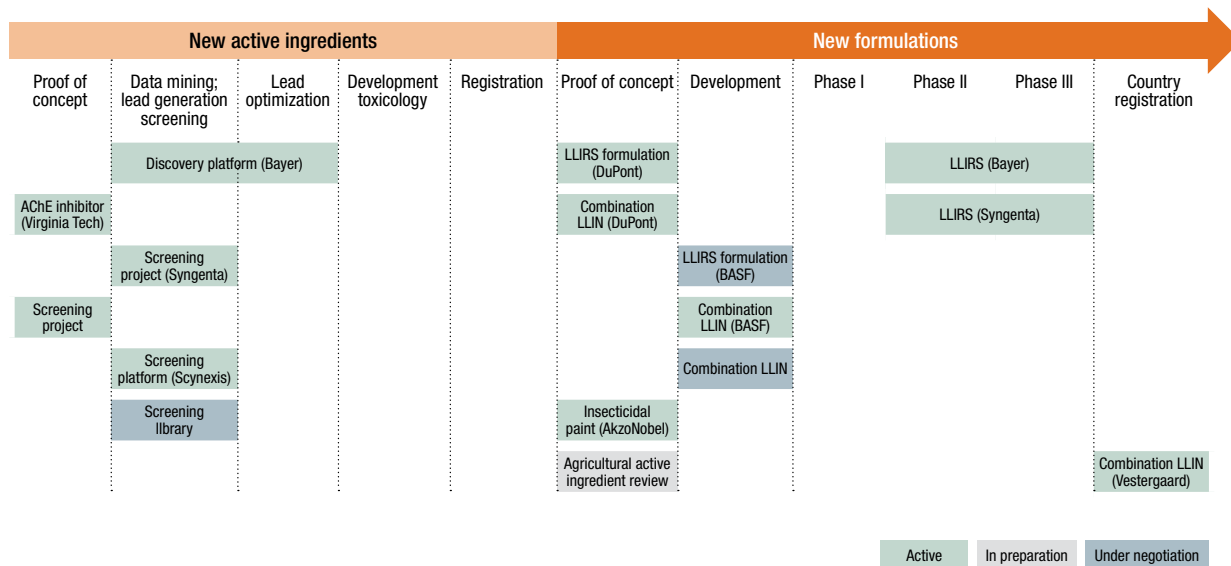 New active ingredients
New formulations
Proof of
concept
Data mining;
lead generation
screening
Lead
optimization
Development
toxicology
Registration
Proof of concept
Development
Phase I
Phase II
Phase III
Country
registration
Discovery platform (Bayer)
LLIRS formulation
(DuPont)
LLIRS (Bayer)
AChE inhibitor
(Virginia Tech)
Combination
LLIN (DuPont)
LLIRS (Syngenta)
Screening
project (Syngenta)
LLIRS formulation
(BASF)
Screening
project
Combination
LLIN (BASF)
Screening
platform (Scynexis)
Combination LLIN
Screening
lIbrary
Insecticidal
paint (AkzoNobel)
Agricultural active
ingredient review
Combination LLIN
(Vestergaard)
Active
In preparation
Under negotiation